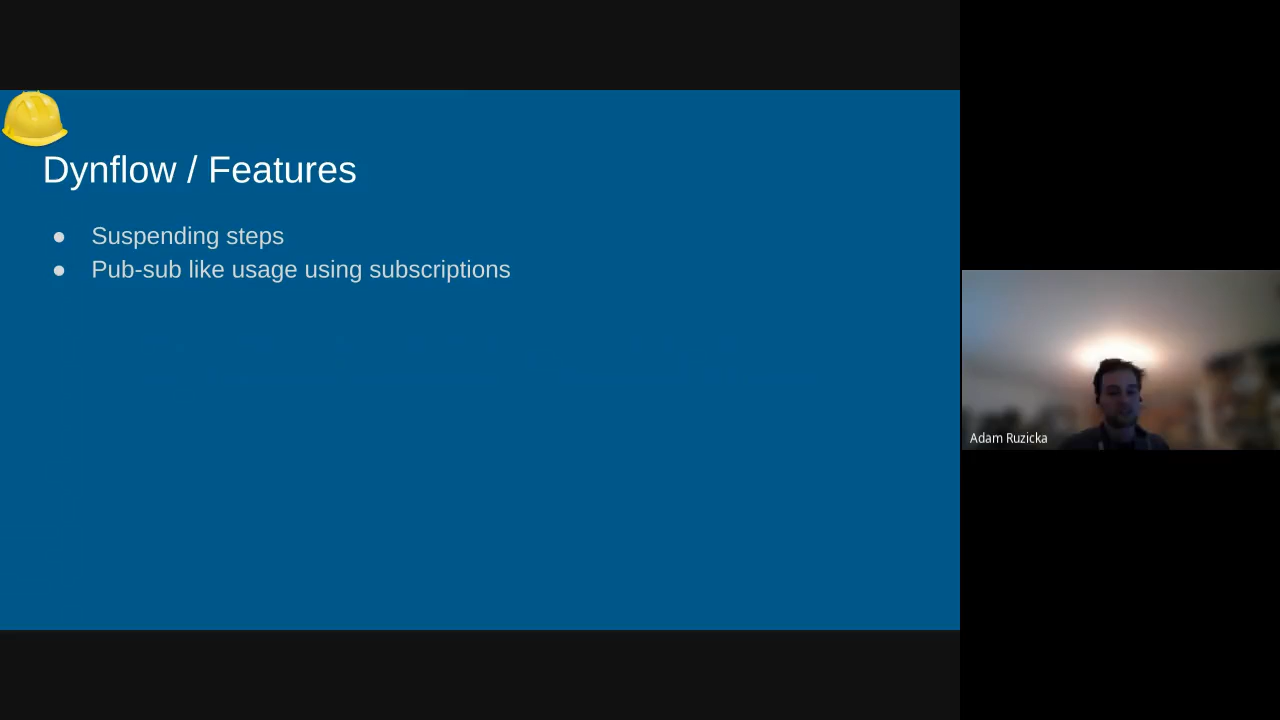 Dynflow / Features
● Suspending steps
● Pub-sub like usage using subscriptions
Adam Ruzicka